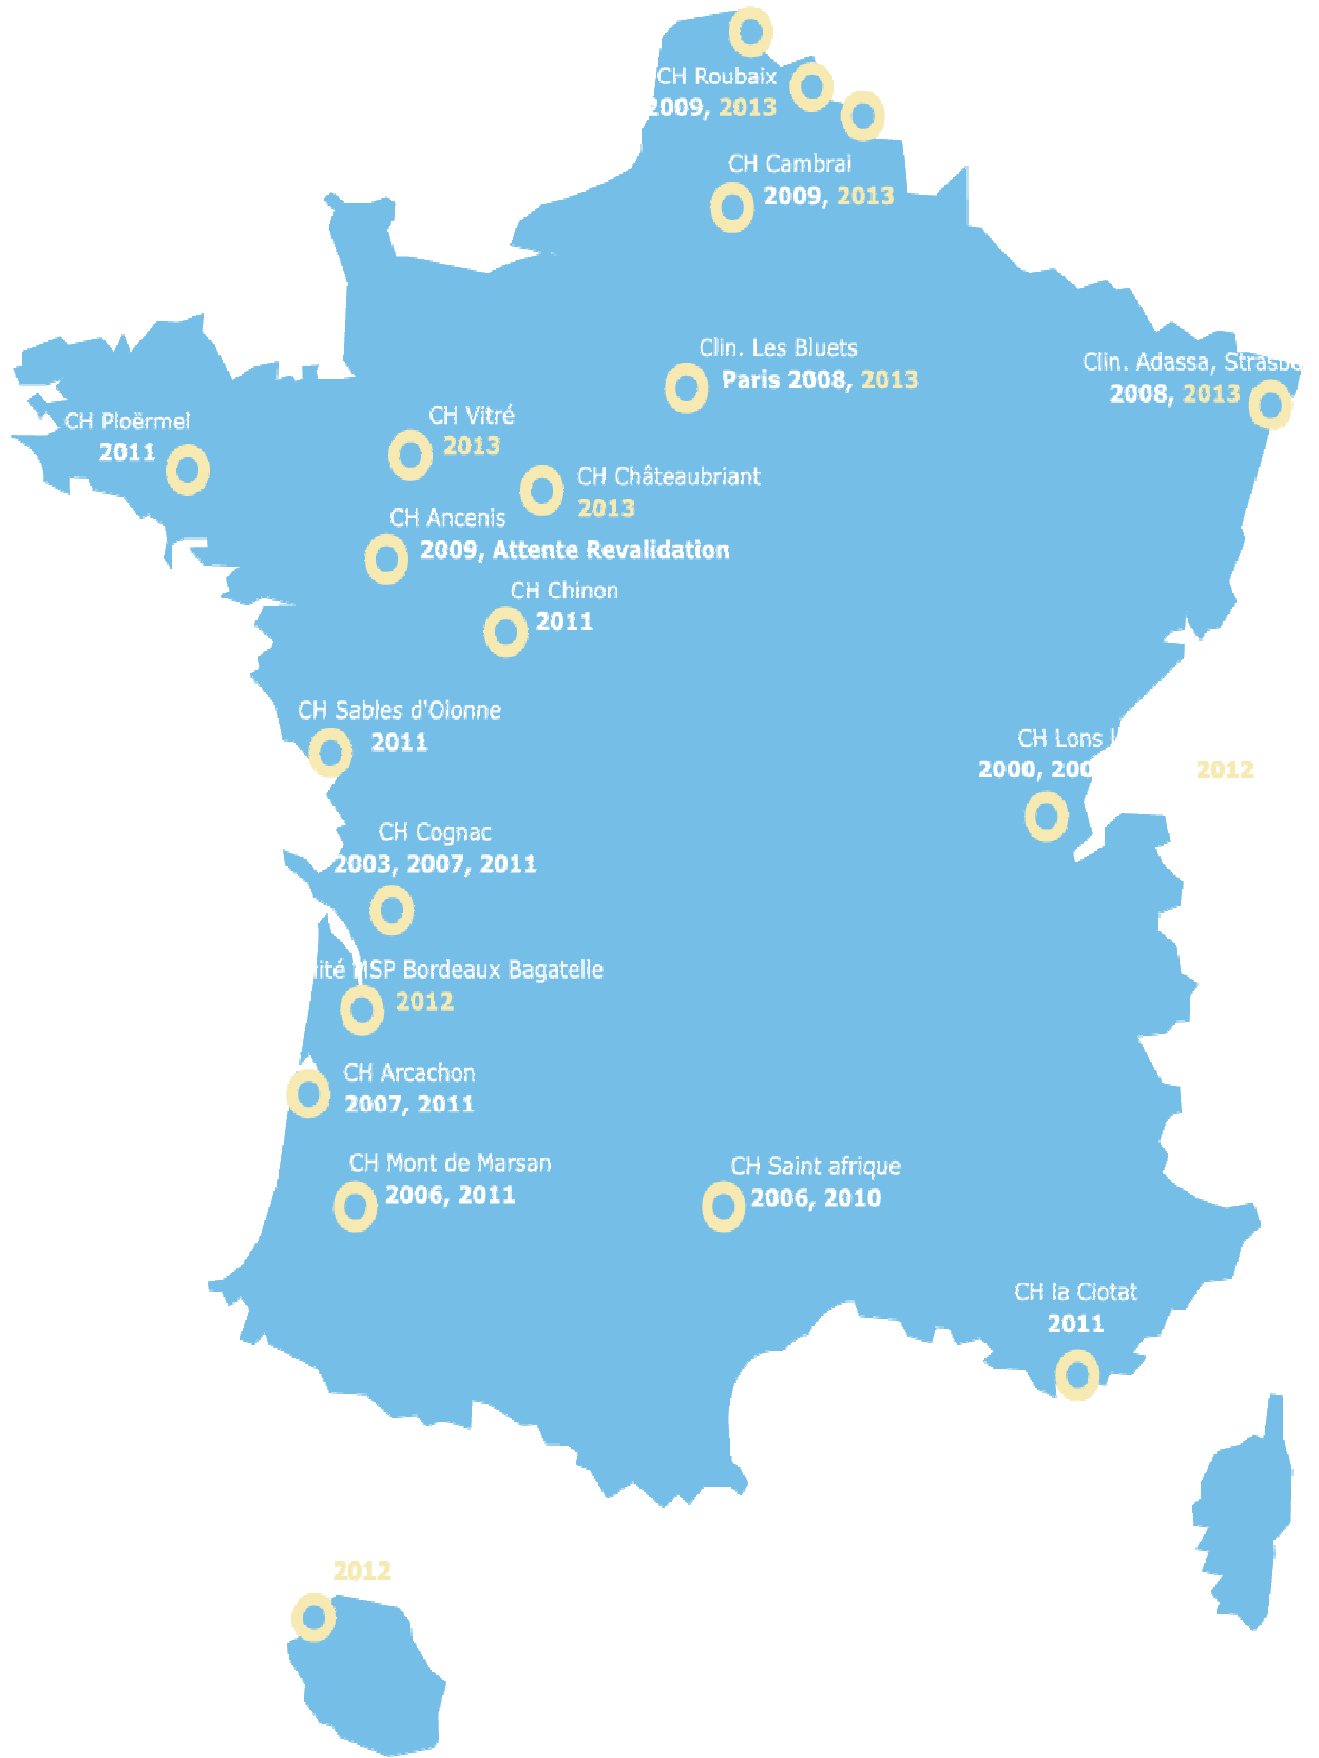 CH Roubaix
2009, 2013
CH Cambrai
2009, 2013
Clin. Les Bluets
Paris 2008, 2013
Clin. Adassa,
2008, 2013
CH Ploërmel
2011
CH Vitré
2013
CH Châteaubriant
2013
CH Ancenis
2009, Attente Revalidation
CH Chinon
2011
CH Sables d'Olonne
2011
CH Lons
2000, 2012
CH Cognac
2003, 2007, 2011
MSP Bordeaux Bagatelle
2012
CH Arcachon
2007, 2011
CH Mont de Marsan
2006, 2011
CH Saint afrique
2006, 2010
CH la Ciotat
2011
2012